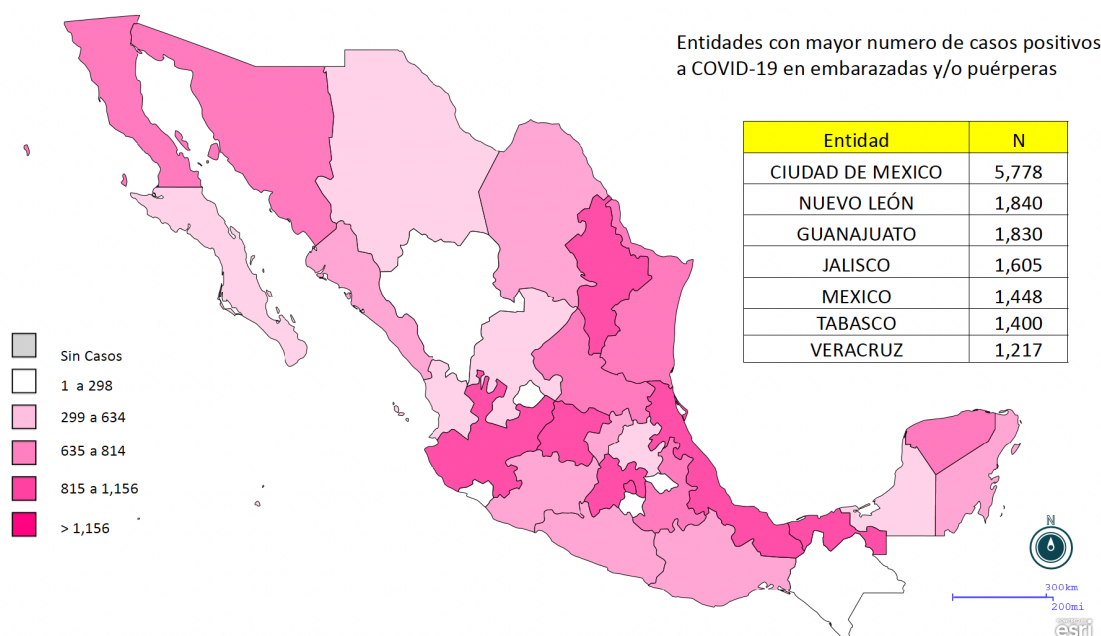 Entidades con mayor numero de casos positivos
a COVID-19 en embarazadas y/o puérperas
Entidad N
CIUDAD DE MEXICO 5,778
NUEVO LEÓN 1,840
GUANAJUATO 1,830
JALISCO 1,605
MEXICO 1,448
TABASCO 1,400
VERACRUZ 1,217
Sin Casos
1 a 298
299 a 634
635 a 814
815 a 1,156
> 1,156
N
300km
200mi
esri